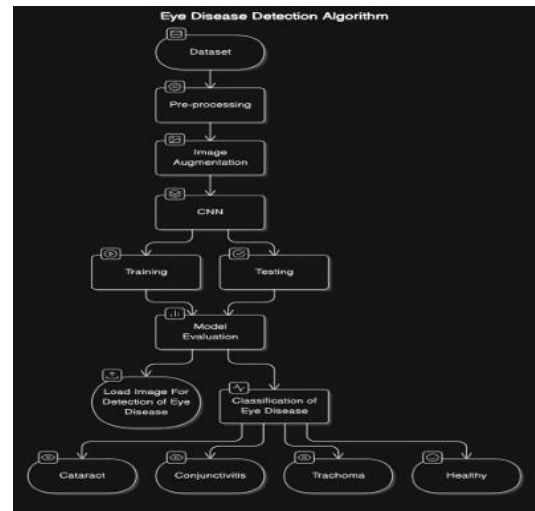 Eye Disease Detection Algorithm
Dataset
Pre-processing
Image
Augmentation
CNN
Training
Testing
Model
Evaluation
Load Image For
Detection of Eye
Disease
Classification of
Eye Disease
Cataract
Conjunctivitis
Trachoma
Healthy